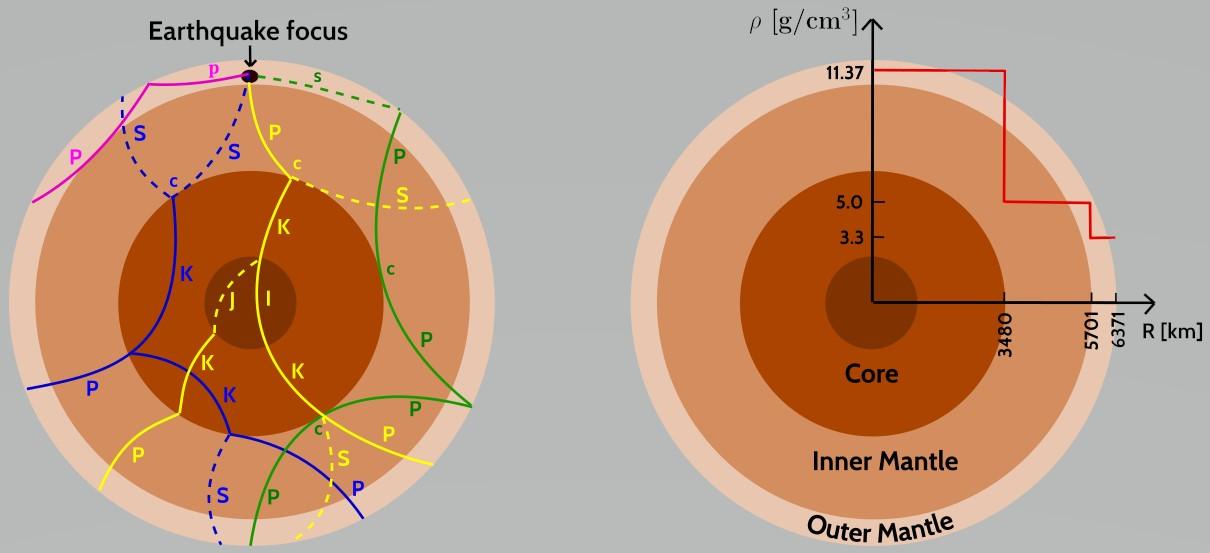 Earthquake focus
p
s
S
S
P
P
P
c
c
S
K
K
c
J
I
P
K
K
P
K
P
c
P
P
S
S
P
P
ρ [g/cm³]
11.37
5.0
3.3
3480
5701
6371
R [km]
Core
Inner Mantle
Outer Mantle